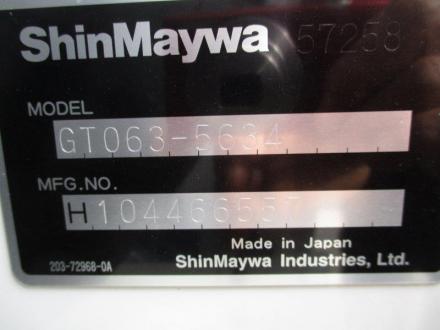 ShinMaywa 57258
MODEL
GT063-5634
MFG.NO.
H104466557
Made in Japan
203-72968-0A ShinMaywa Industries, Ltd.